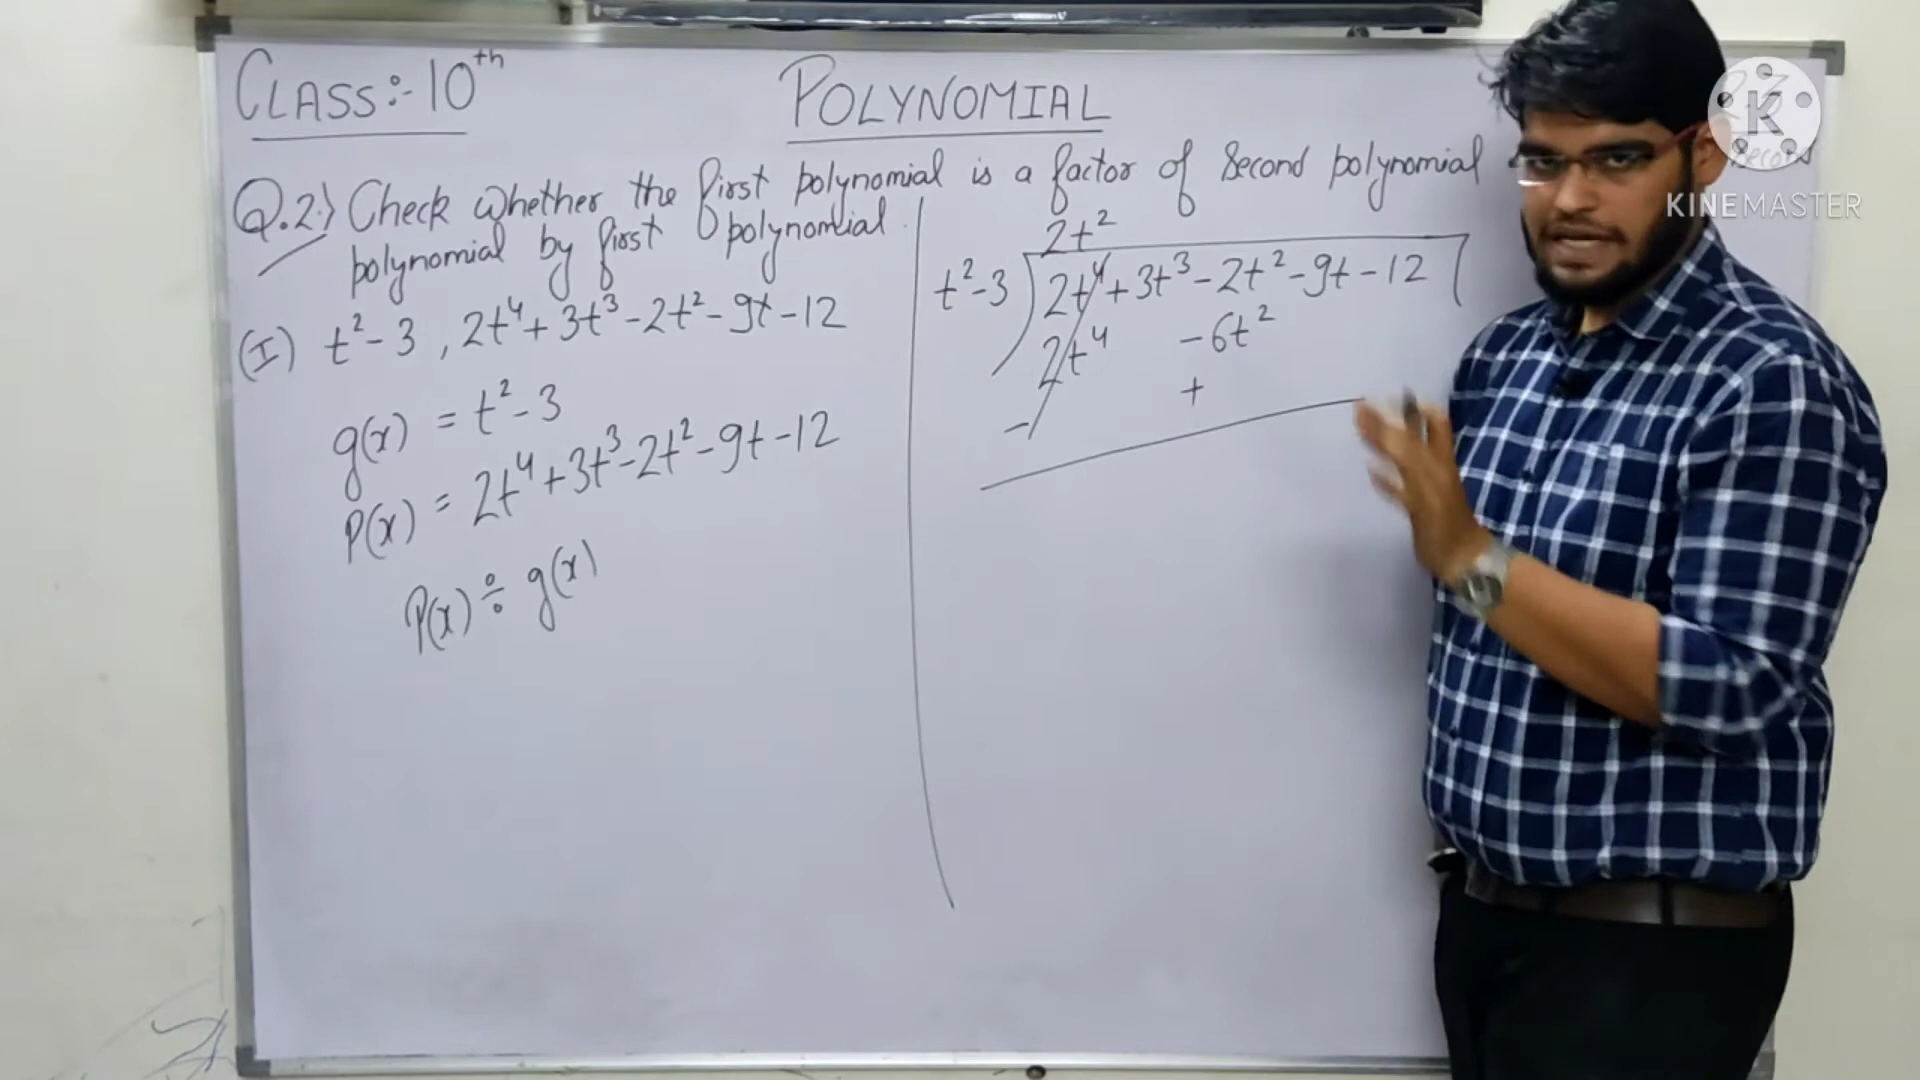 CLASS:- 10th
POLYNOMIAL
Q.2.) Check whether the first polynomial is a factor of second polynomial
polynomial by first polynomial.
(I) t²-3, 2t⁴+3t³-2t²-9t-12
g(x) = t²-3
P(x) = 2t⁴+3t³-2t²-9t-12
P(x) ÷ g(x)
2t²
t²-3 ) 2t⁴+3t³-2t²-9t-12
2t⁴ -6t²
- +
K
KINEMASTER